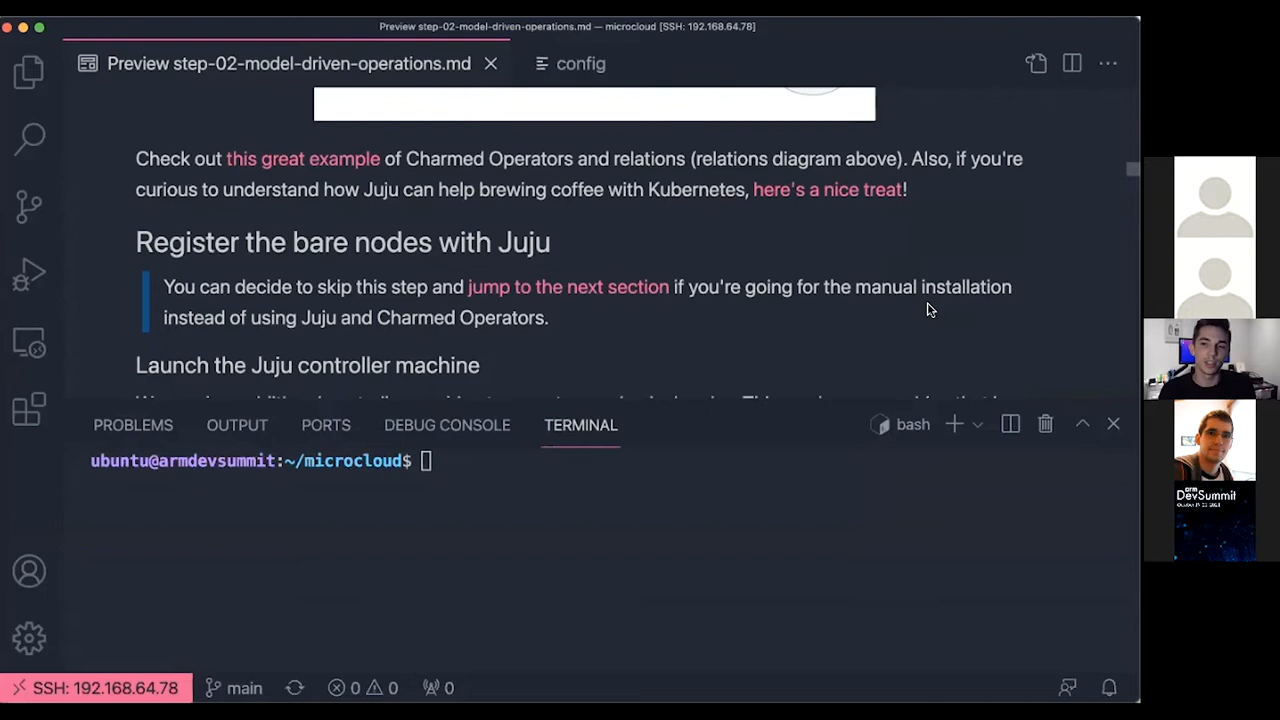 Preview step-02-model-driven-operations.md — microcloud [SSH: 192.168.64.78]
Preview step-02-model-driven-operations.md
config
Check out this great example of Charmed Operators and relations (relations diagram above). Also, if you're
curious to understand how Juju can help brewing coffee with Kubernetes, here's a nice treat!
Register the bare nodes with Juju
You can decide to skip this step and jump to the next section if you're going for the manual installation
instead of using Juju and Charmed Operators.
Launch the Juju controller machine
PROBLEMS OUTPUT PORTS DEBUG CONSOLE TERMINAL
bash
ubuntu@armdevsummit:~/microcloud$
SSH: 192.168.64.78 main 0 0 0
arm
DevSummit